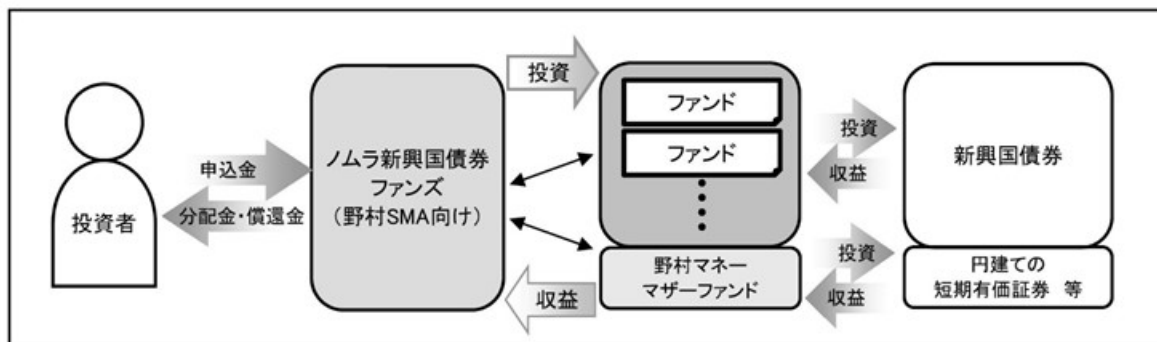 投資者
申込金
分配金・償還金
ノムラ新興国債券
ファンズ
（野村SMA向け）
投資
収益
ファンド
ファンド
野村マネー
マザーファンド
投資
収益
投資
収益
新興国債券
円建ての
短期有価証券 等